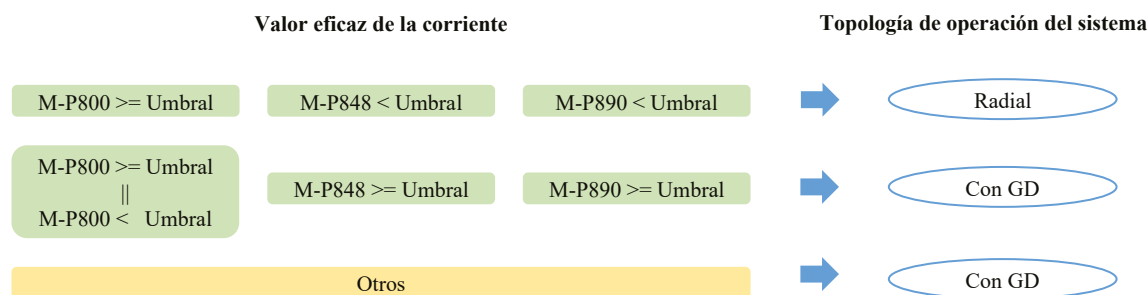 Valor eficaz de la corriente
Topología de operación del sistema
M-P800 >= Umbral
M-P848 < Umbral
M-P890 < Umbral
Radial
M-P800 >= Umbral
||
M-P800 < Umbral
M-P848 >= Umbral
M-P890 >= Umbral
Con GD
Otros
Con GD